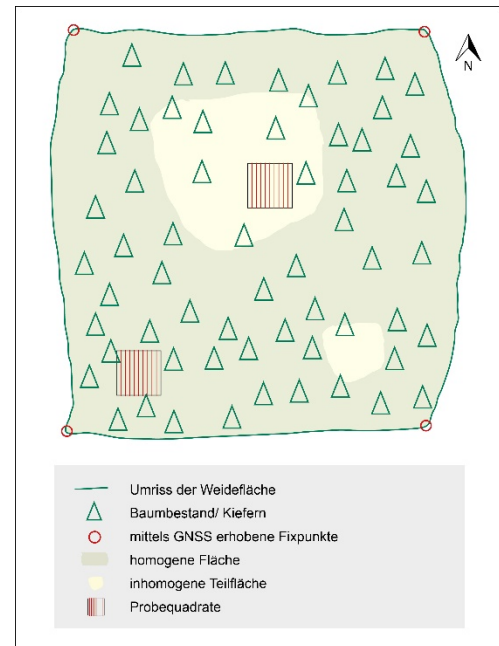 N
Umriss der Weidefläche
Baumbestand/ Kiefern
mittels GNSS erhobene Fixpunkte
homogene Fläche
inhomogene Teilfläche
Probequadrate